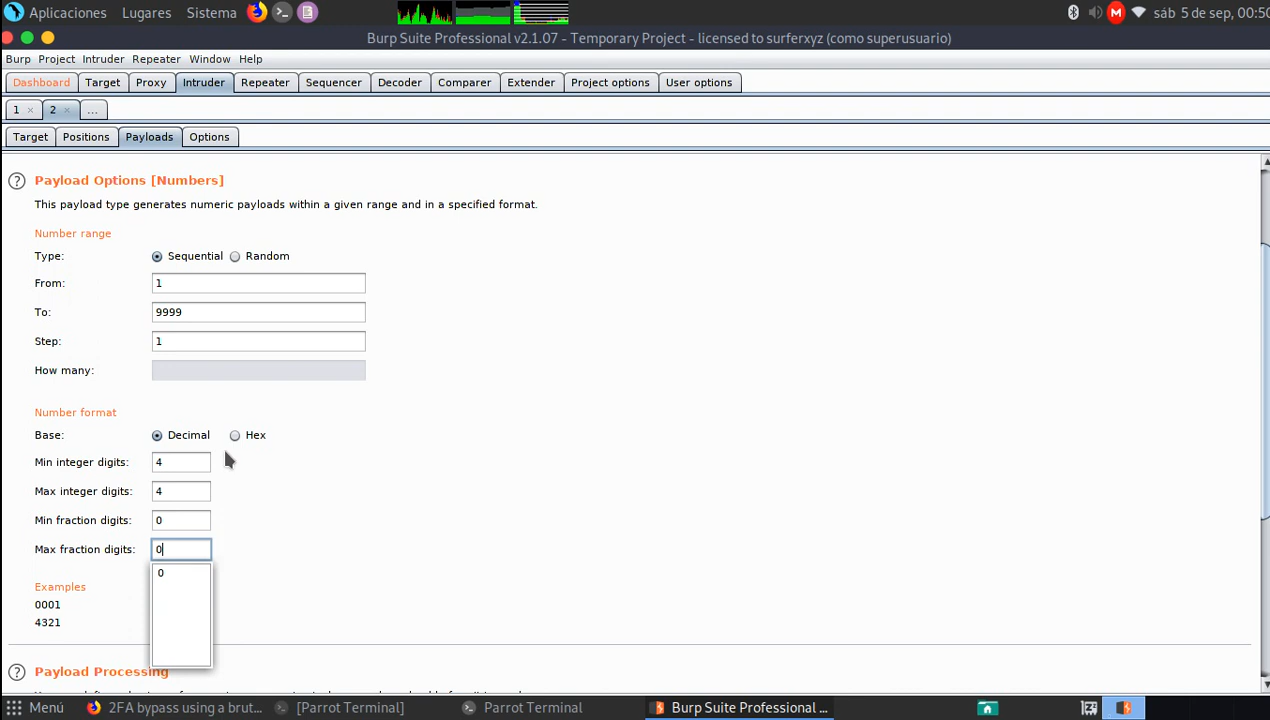 Aplicaciones Lugares Sistema sáb 5 de sep, 00:50
Burp Suite Professional v2.1.07 - Temporary Project - licensed to surferxyz (como superusuario)
Burp Project Intruder Repeater Window Help
Dashboard Target Proxy Intruder Repeater Sequencer Decoder Comparer Extender Project options User options
1 × 2 × ...
Target Positions Payloads Options
? Payload Options [Numbers]
This payload type generates numeric payloads within a given range and in a specified format.
Number range
Type: Sequential Random
From: 1
To: 9999
Step: 1
How many:
Number format
Base: Decimal Hex
Min integer digits: 4
Max integer digits: 4
Min fraction digits: 0
Max fraction digits: 0
0
Examples
0001
4321
? Payload Processing
Menú 2FA bypass using a brut... [Parrot Terminal] Parrot Terminal Burp Suite Professional ...